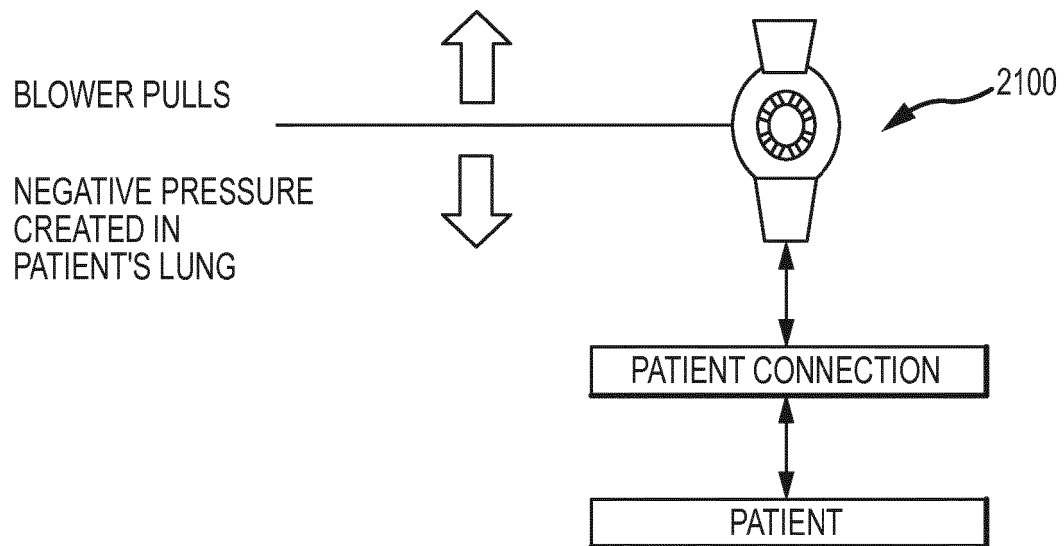 BLOWER PULLS
2100
NEGATIVE PRESSURE
CREATED IN
PATIENT'S LUNG
PATIENT CONNECTION
PATIENT